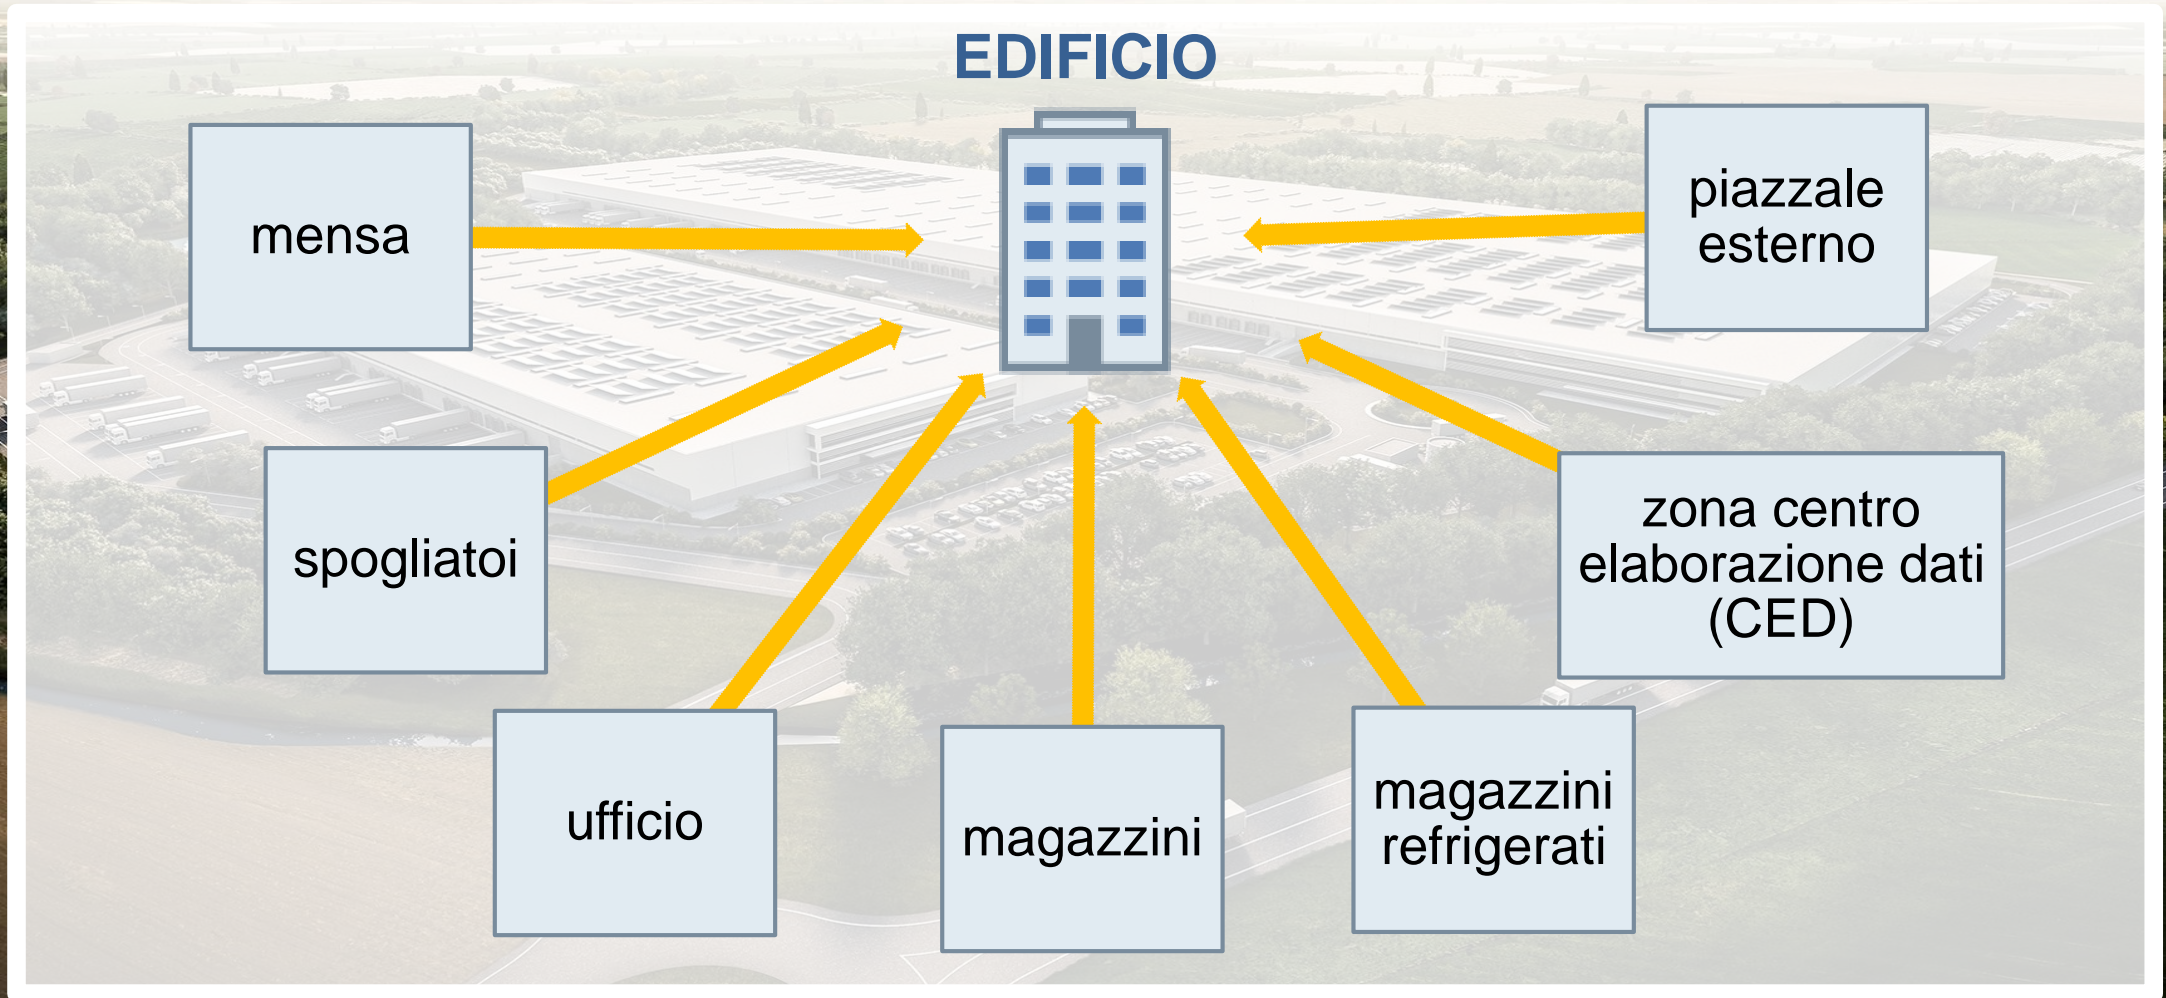 EDIFICIO
mensa
piazzale
esterno
spogliatoi
zona centro
elaborazione dati
(CED)
ufficio
magazzini
magazzini
refrigerati